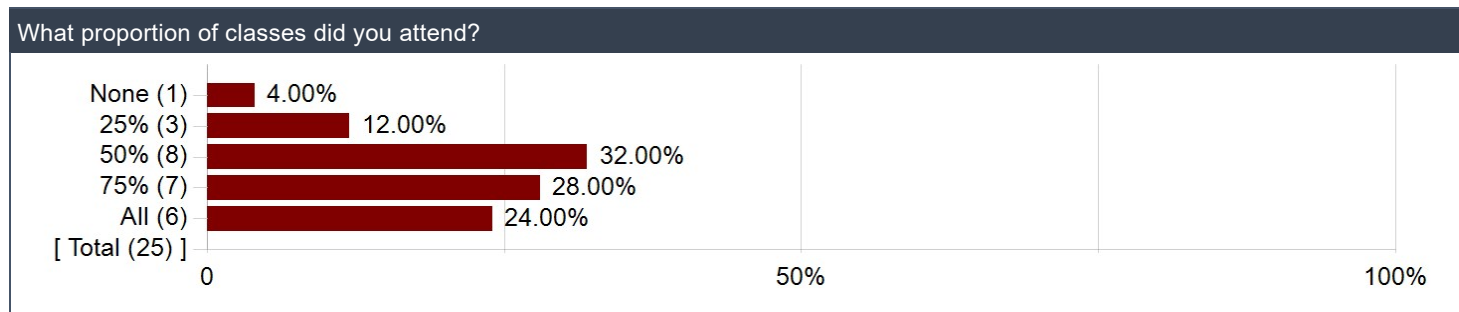 What proportion of classes did you attend?
None (1) 4.00%
25% (3) 12.00%
50% (8) 32.00%
75% (7) 28.00%
All (6) 24.00%
[ Total (25) ]
0 50% 100%